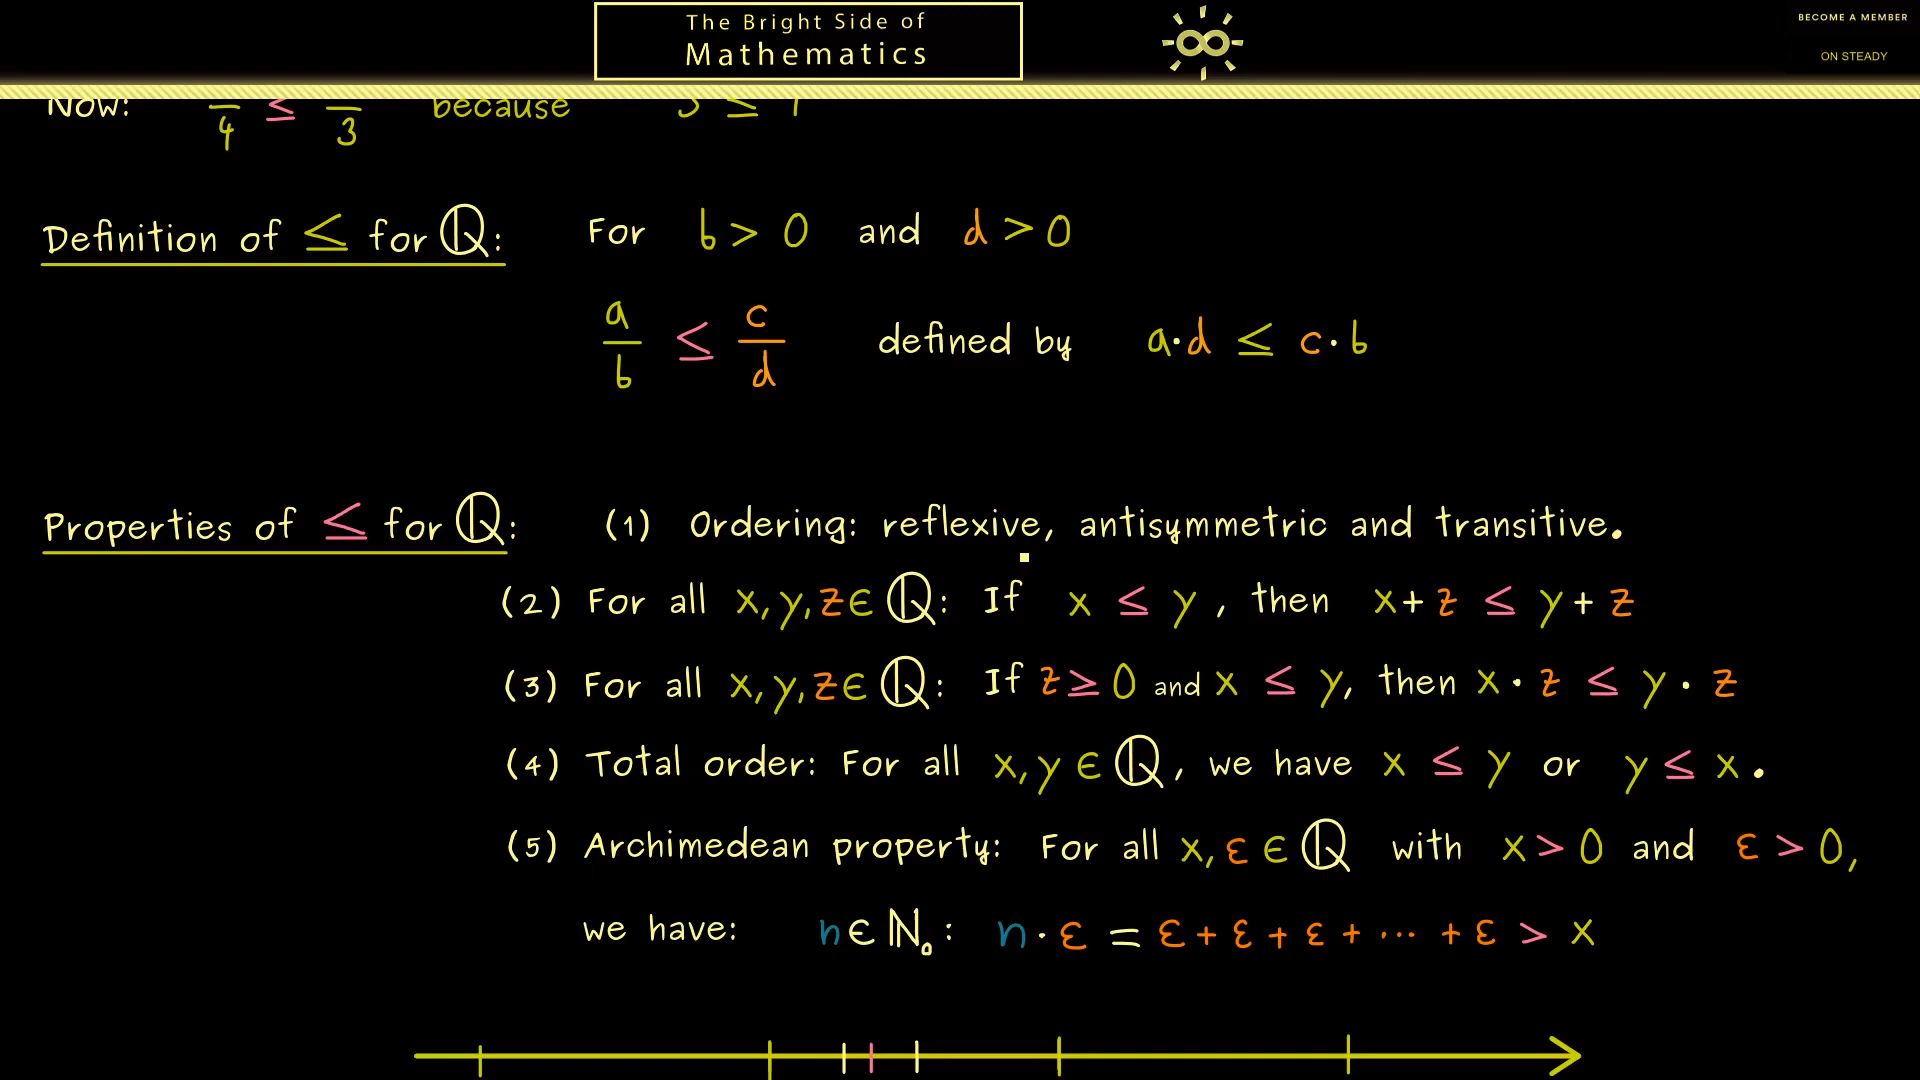 The Bright Side of
Mathematics
BECOME A MEMBER
ON STEADY
Now: 4 ≤ 3 because 3 ≤
Definition of ≤ for ℚ: For b > 0 and d > 0
a/b ≤ c/d defined by a·d ≤ c·b
Properties of ≤ for ℚ: (1) Ordering: reflexive, antisymmetric and transitive.
(2) For all x, y, z ∈ ℚ: If x ≤ y, then x + z ≤ y + z
(3) For all x, y, z ∈ ℚ: If z ≥ 0 and x ≤ y, then x · z ≤ y · z
(4) Total order: For all x, y ∈ ℚ, we have x ≤ y or y ≤ x.
(5) Archimedean property: For all x, ε ∈ ℚ with x > 0 and ε > 0,
we have: n ∈ ℕ₀: n · ε = ε + ε + ε + ··· + ε > x